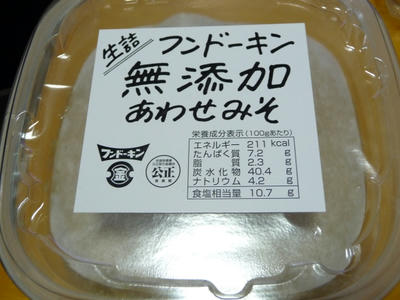 生詰
フンドーキン
無添加
あわせみそ
栄養成分表示(100gあたり)
エネルギー 211 kcal
たんぱく質 7.2 g
脂質 2.3 g
炭水化物 40.4 g
ナトリウム 4.2 g
食塩相当量 10.7 g
フンドーキン
公正